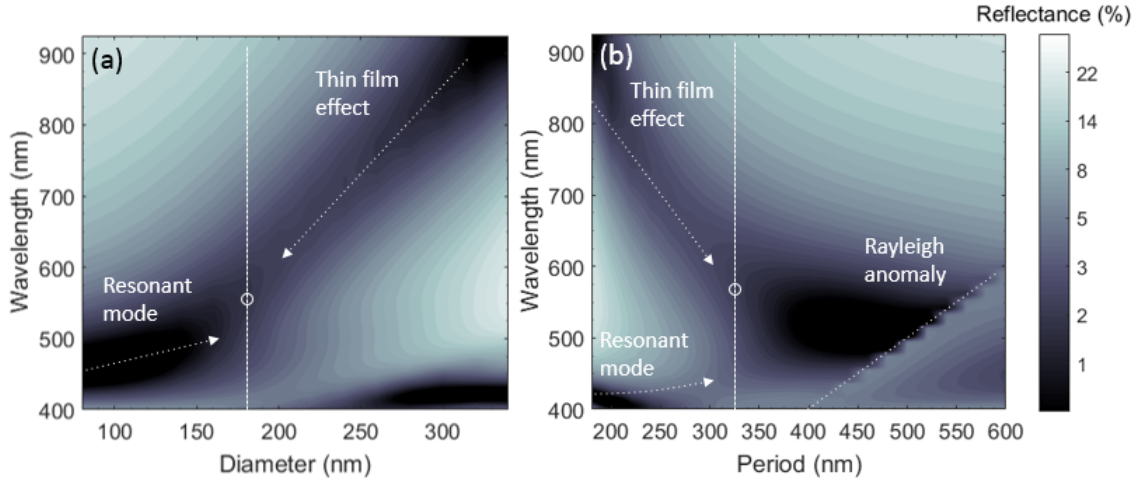 Reflectance (%)
(a)
Thin film
effect
Resonant
mode
900
800
700
600
500
400
Wavelength (nm)
100
150
200
250
300
Diameter (nm)
(b)
Thin film
effect
Rayleigh
anomaly
Resonant
mode
900
800
700
600
500
400
Wavelength (nm)
200
250
300
350
400
450
500
550
600
Period (nm)
22
14
8
5
3
2
1